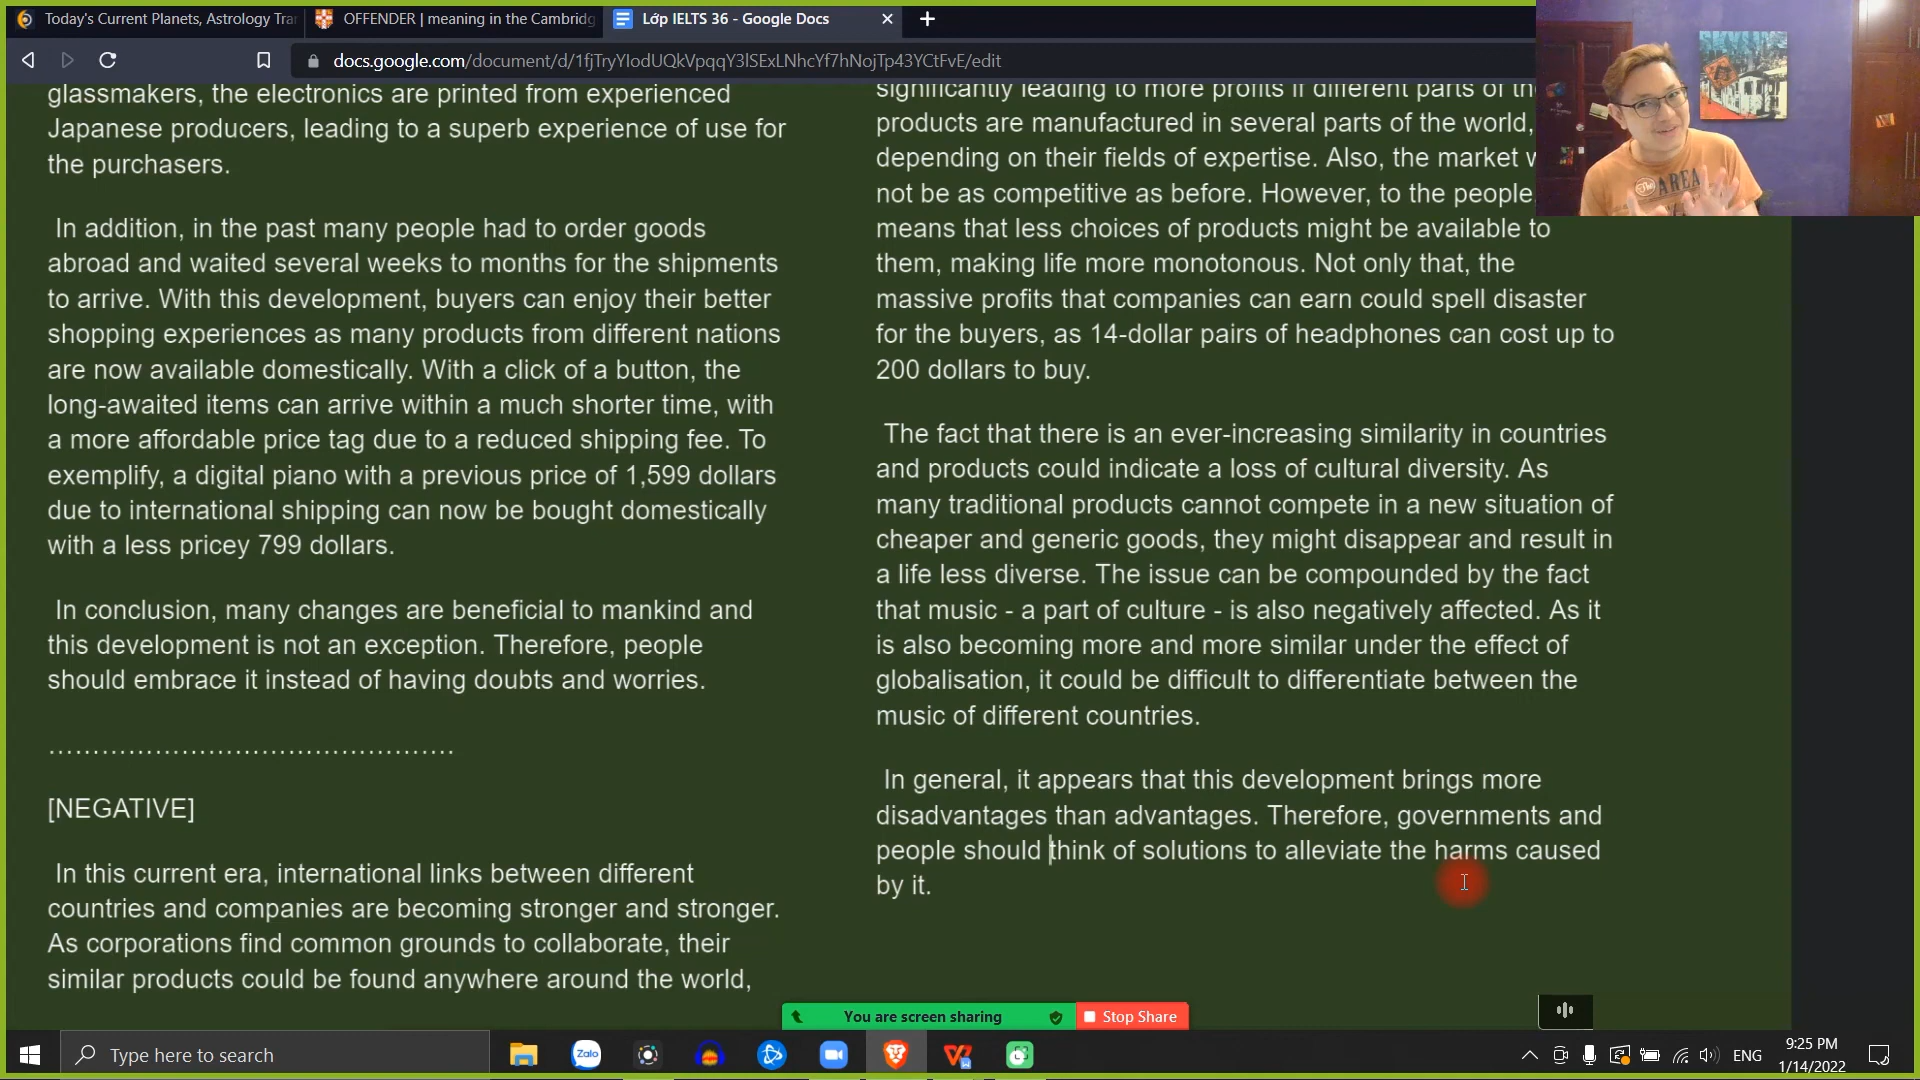 Today's Current Planets, Astrology Tra
OFFENDER | meaning in the Cambridg
Lớp IELTS 36 - Google Docs
docs.google.com/document/d/1fjTryYIodUQkVpqqY3lSExLNhcYf7hNojTp43YCtFvE/edit
glassmakers, the electronics are printed from experienced
Japanese producers, leading to a superb experience of use for
the purchasers.
In addition, in the past many people had to order goods
abroad and waited several weeks to months for the shipments
to arrive. With this development, buyers can enjoy their better
shopping experiences as many products from different nations
are now available domestically. With a click of a button, the
long-awaited items can arrive within a much shorter time, with
a more affordable price tag due to a reduced shipping fee. To
exemplify, a digital piano with a previous price of 1,599 dollars
due to international shipping can now be bought domestically
with a less pricey 799 dollars.
In conclusion, many changes are beneficial to mankind and
this development is not an exception. Therefore, people
should embrace it instead of having doubts and worries.
…………………………………….
[NEGATIVE]
In this current era, international links between different
countries and companies are becoming stronger and stronger.
As corporations find common grounds to collaborate, their
similar products could be found anywhere around the world,
significantly leading to more profits if different parts of the
products are manufactured in several parts of the world,
depending on their fields of expertise. Also, the market w
not be as competitive as before. However, to the people,
means that less choices of products might be available to
them, making life more monotonous. Not only that, the
massive profits that companies can earn could spell disaster
for the buyers, as 14-dollar pairs of headphones can cost up to
200 dollars to buy.
The fact that there is an ever-increasing similarity in countries
and products could indicate a loss of cultural diversity. As
many traditional products cannot compete in a new situation of
cheaper and generic goods, they might disappear and result in
a life less diverse. The issue can be compounded by the fact
that music - a part of culture - is also negatively affected. As it
is also becoming more and more similar under the effect of
globalisation, it could be difficult to differentiate between the
music of different countries.
In general, it appears that this development brings more
disadvantages than advantages. Therefore, governments and
people should think of solutions to alleviate the harms caused
by it.
AREA
You are screen sharing
Stop Share
Type here to search
Zalo
ENG
9:25 PM
1/14/2022